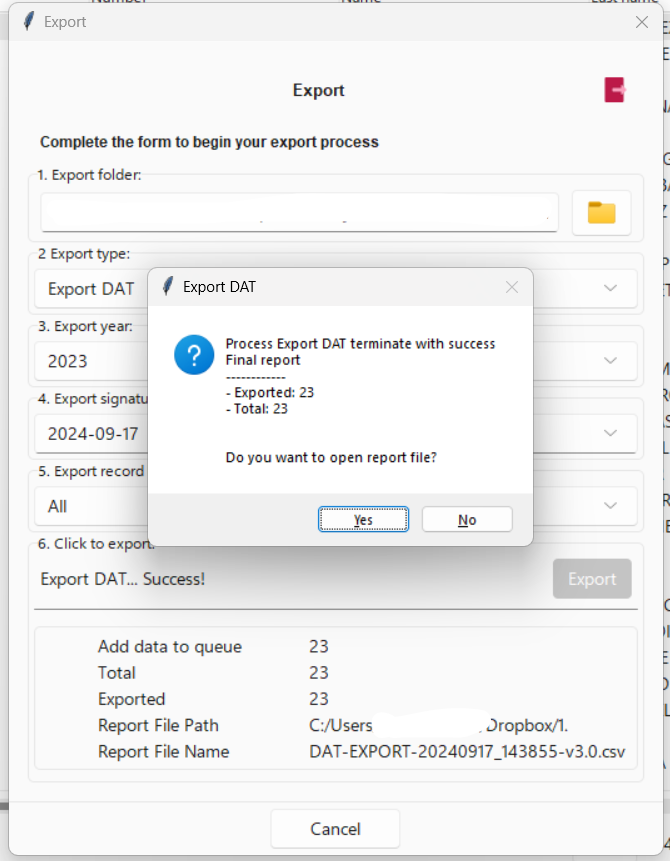 Export
Export
Complete the form to begin your export process
1. Export folder:
2 Export type:
Export DAT
3. Export year:
2023
4. Export signatu
2024-09-17
5. Export record
All
6. Click to export:
Export DAT... Success!
Export
Export DAT
Process Export DAT terminate with success
Final report
------------
- Exported: 23
- Total: 23
Do you want to open report file?
Yes
No
Add data to queue 23
Total 23
Exported 23
Report File Path C:/Users Dropbox/1.
Report File Name DAT-EXPORT-20240917_143855-v3.0.csv
Cancel